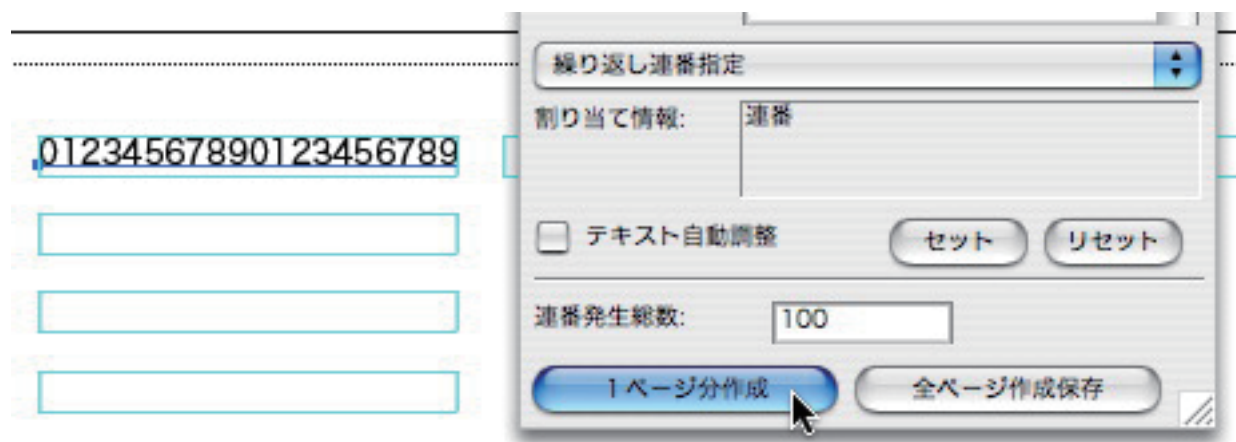 繰り返し連番指定
割り当て情報:
連番
01234567890123456789
テキスト自動調整
セット
リセット
連番発生総数:
100
1ページ分作成
全ページ作成保存